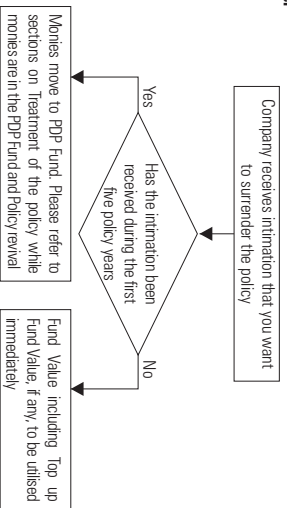 Company receives intimation that you want
to surrender the policy
Has the intimation been
received during the first
five policy years
Yes
No
Monies move to PDP Fund. Please refer to
sections on Treatment of the policy while
monies are in the PDP Fund and Policy revival
Fund Value including Top up
Fund Value, if any, to be utilised
immediately